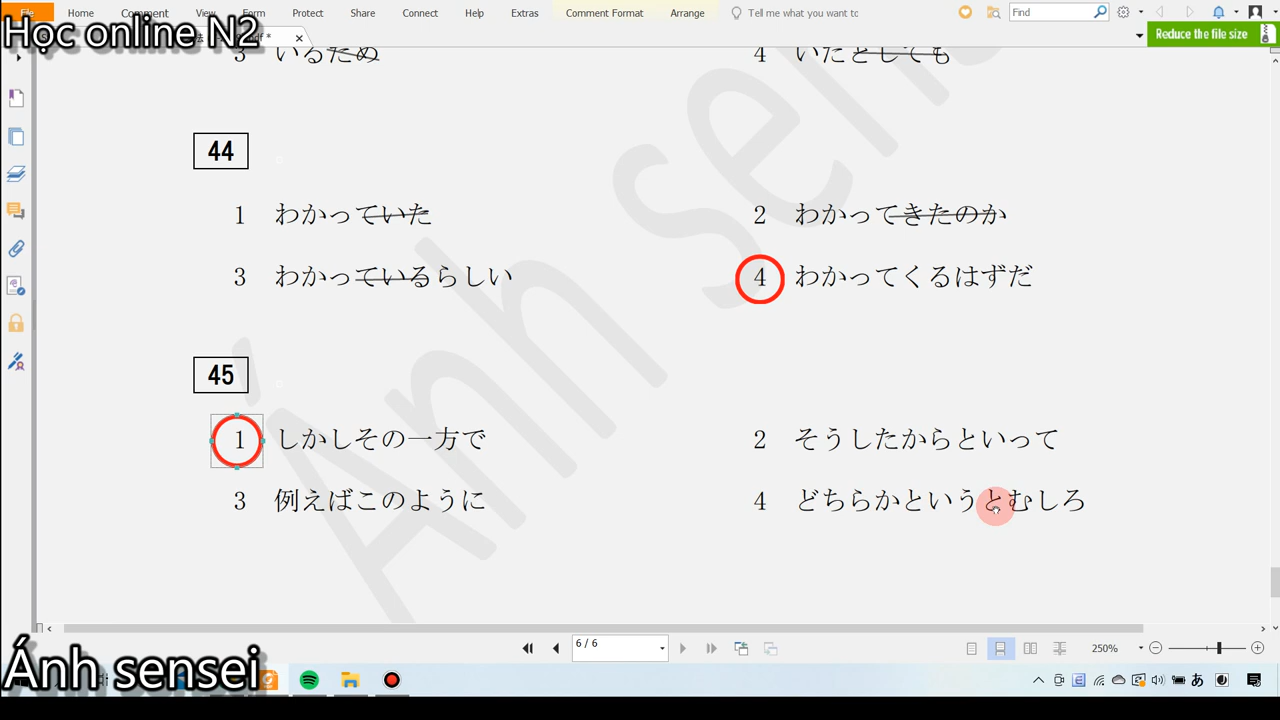 File Home Comment View Form Protect Share Connect Help Extras Comment Format Arrange Tell me what you want tc Find
Học online N2
df * Reduce the file size
3 いるため
4 いたとしても
44
1 わかっていた
2 わかってきたのか
3 わかっているらしい
4 わかってくるはずだ
45
1 しかしその一方で
2 そうしたからといって
3 例えばこのように
4 どちらかというとむしろ
Ánh sens
6 / 6
250%
Ánh sensei
あ